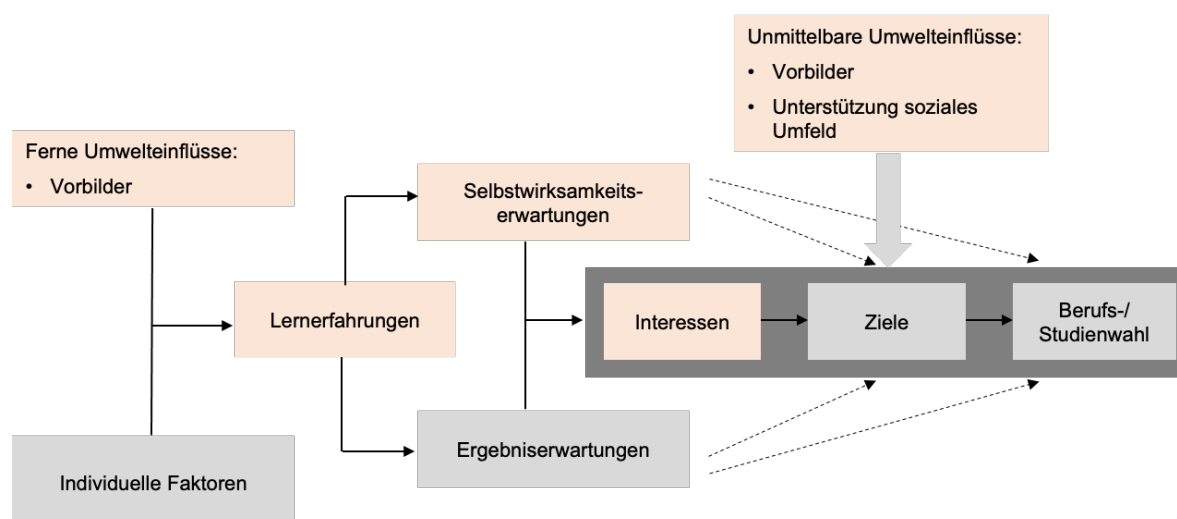 Unmittelbare Umwelteinflüsse:
• Vorbilder
• Unterstützung soziales
Umfeld
Ferne Umwelteinflüsse:
• Vorbilder
Selbstwirksamkeits-
erwartungen
Lernerfahrungen
Interessen
Ziele
Berufs-/
Studienwahl
Ergebniserwartungen
Individuelle Faktoren